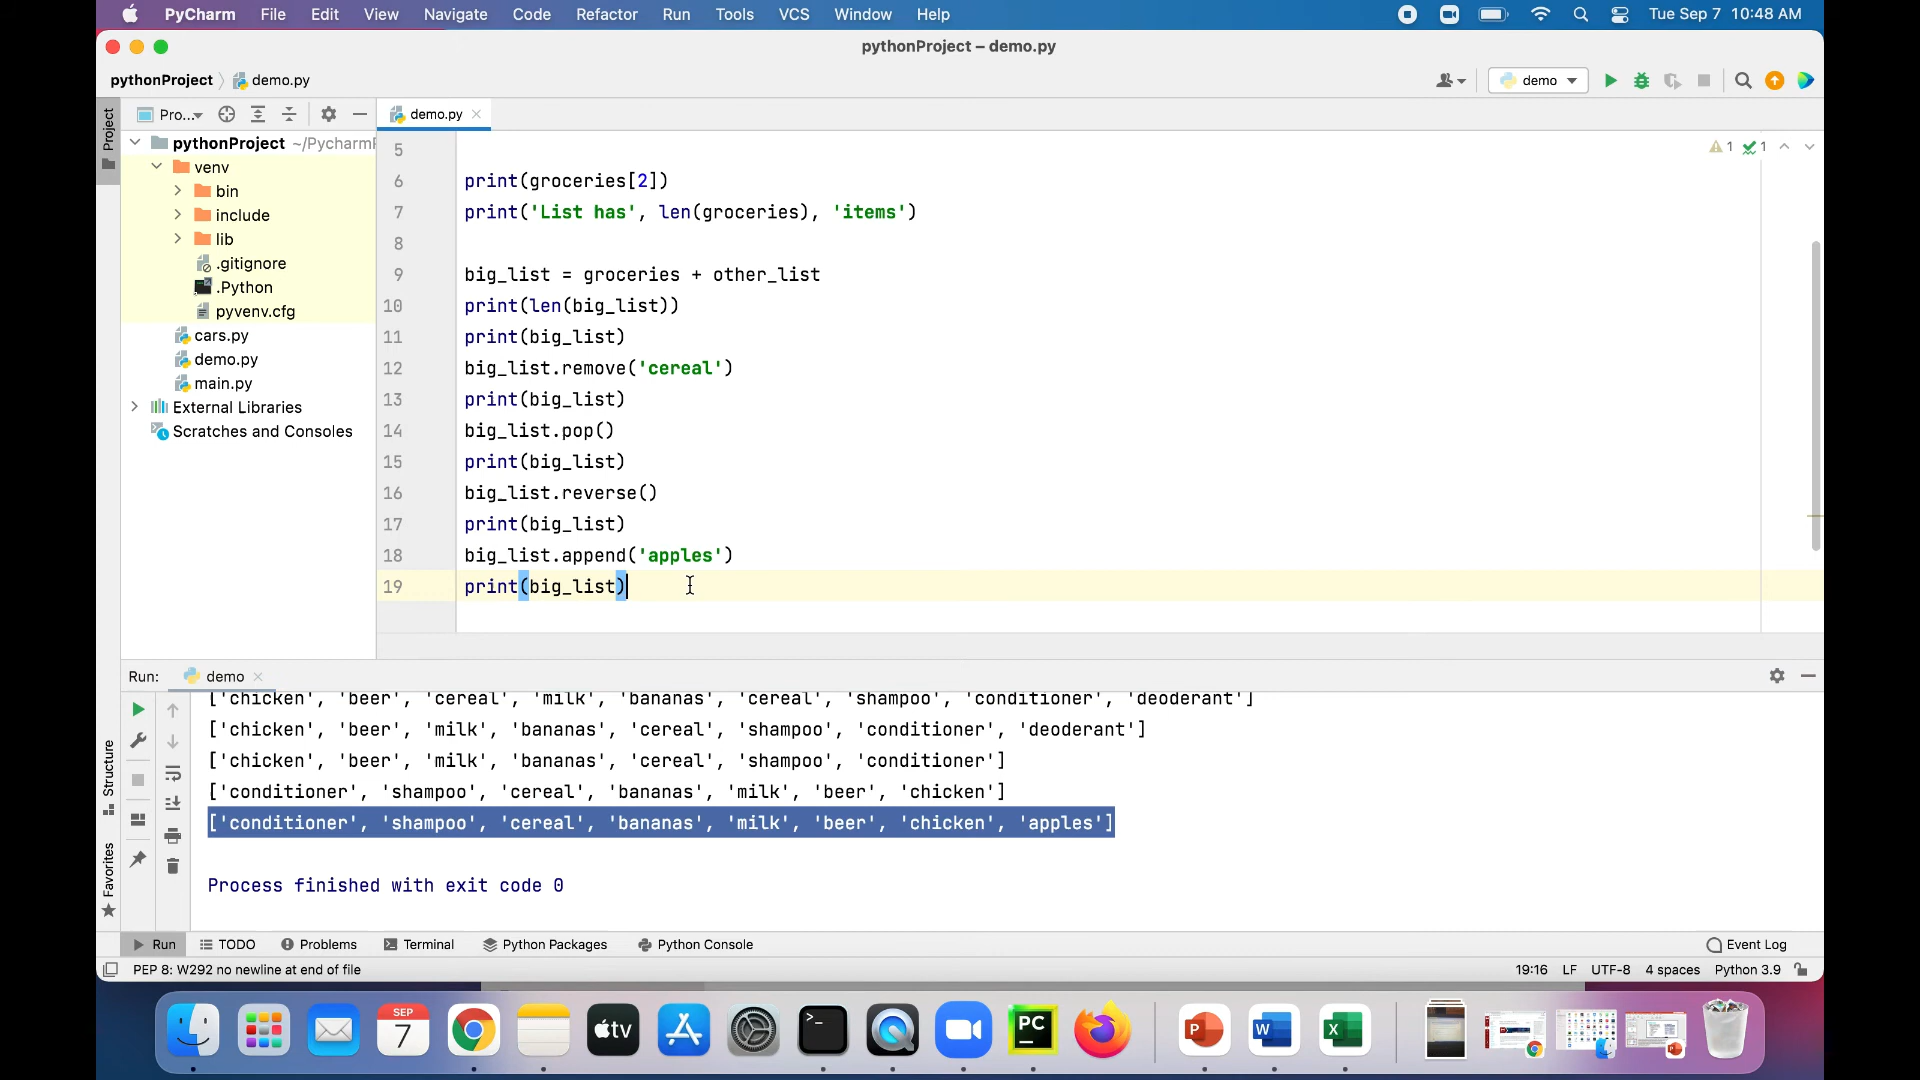 PyCharm File Edit View Navigate Code Refactor Run Tools VCS Window Help Tue Sep 7 10:48 AM
pythonProject – demo.py
pythonProject demo.py demo
Project
Pro... demo.py
pythonProject ~/Pycharm
venv
bin
include
lib
.gitignore
.Python
pyvenv.cfg
cars.py
demo.py
main.py
External Libraries
Scratches and Consoles
1 1
5
6 print(groceries[2])
7 print('List has', len(groceries), 'items')
8
9 big_list = groceries + other_list
10 print(len(big_list))
11 print(big_list)
12 big_list.remove('cereal')
13 print(big_list)
14 big_list.pop()
15 print(big_list)
16 big_list.reverse()
17 print(big_list)
18 big_list.append('apples')
19 print(big_list)
Run: demo
['chicken', 'beer', 'cereal', 'milk', 'bananas', 'cereal', 'shampoo', 'conditioner', 'deoderant']
['chicken', 'beer', 'milk', 'bananas', 'cereal', 'shampoo', 'conditioner', 'deoderant']
['chicken', 'beer', 'milk', 'bananas', 'cereal', 'shampoo', 'conditioner']
['conditioner', 'shampoo', 'cereal', 'bananas', 'milk', 'beer', 'chicken']
['conditioner', 'shampoo', 'cereal', 'bananas', 'milk', 'beer', 'chicken', 'apples']
Process finished with exit code 0
Structure
Favorites
Run TODO Problems Terminal Python Packages Python Console Event Log
PEP 8: W292 no newline at end of file 19:16 LF UTF-8 4 spaces Python 3.9
SEP
7
tv
PC
P
W
X